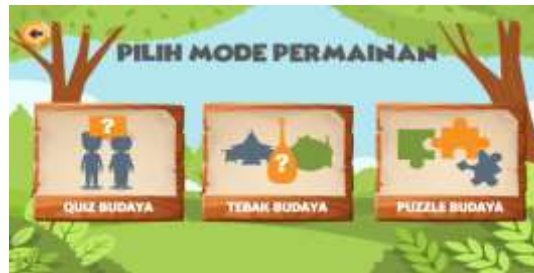 PILIH MODE PERMAINAN
?
?
QUIZ BUDAYA
TEBAK BUDAYA
PUZZLE BUDAYA